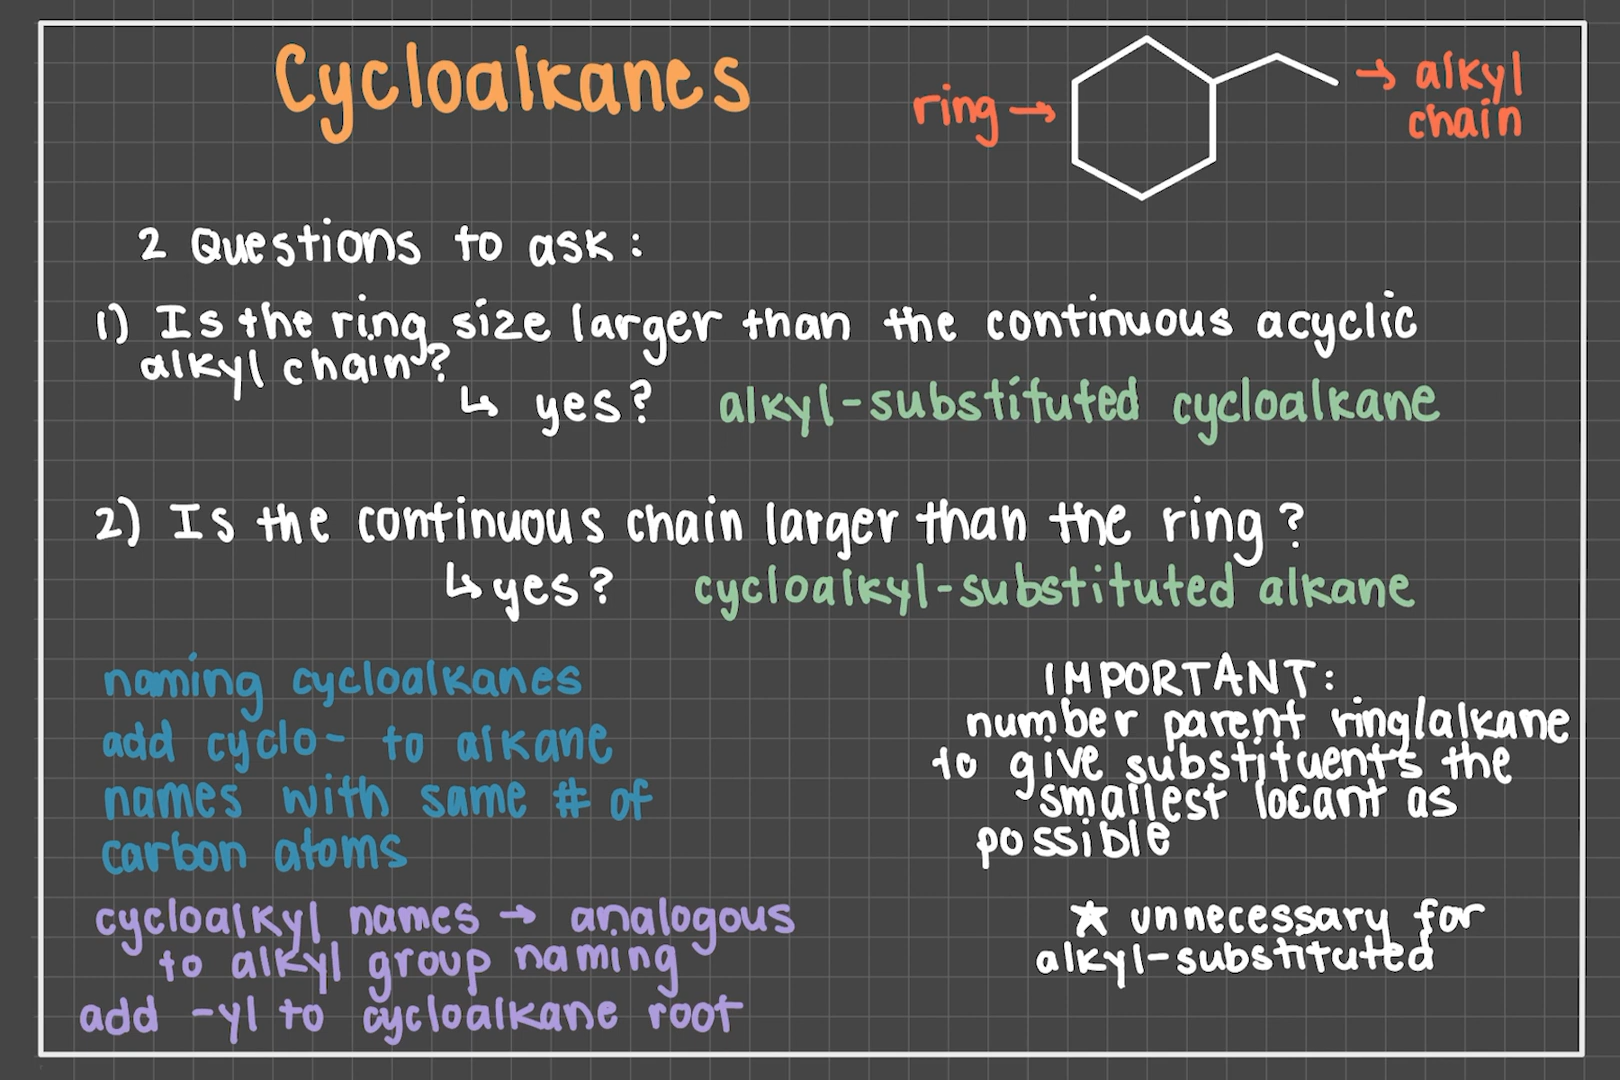 Cycloalkanes
ring →
→ alkyl
chain
2 Questions to ask:
1) Is the ring size larger than the continuous acyclic
alkyl chain?
↳ yes? alkyl-substituted cycloalkane
2) Is the continuous chain larger than the ring?
↳ yes? cycloalkyl-substituted alkane
naming cycloalkanes
add cyclo- to alkane
names with same # of
carbon atoms
cycloalkyl names → analogous
to alkyl group naming
add -yl to cycloalkane root
IMPORTANT:
number parent ring/alkane
to give substituents the
smallest locant as
possible
★ unnecessary for
alkyl-substituted